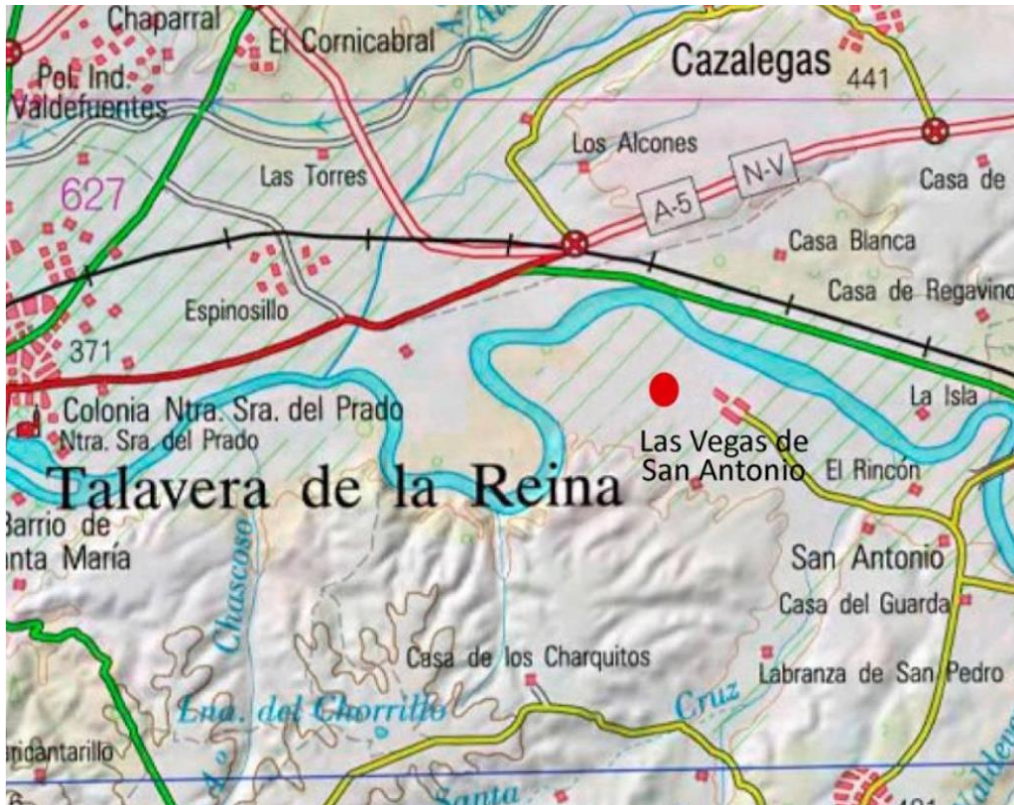 Chaparral
El Cornicabral
Cazalegas
441
Pol. Ind.
Valdefuentes
Los Alcones
Las Torres
N-V
A-5
Casa de
627
Casa Blanca
Casa de Regavino
Espinosillo
371
La Isla
Colonia Ntra. Sra. del Prado
Ntra. Sra. del Prado
Las Vegas de
San Antonio
El Rincón
Talavera de la Reina
Barrio de
nta María
Chascoso
San Antonio
Casa del Guarda
Casa de los Charquitos
Labranza de San Pedro
Cruz
Lna. del Chorrillo
ricantarillo
A.º
Santa